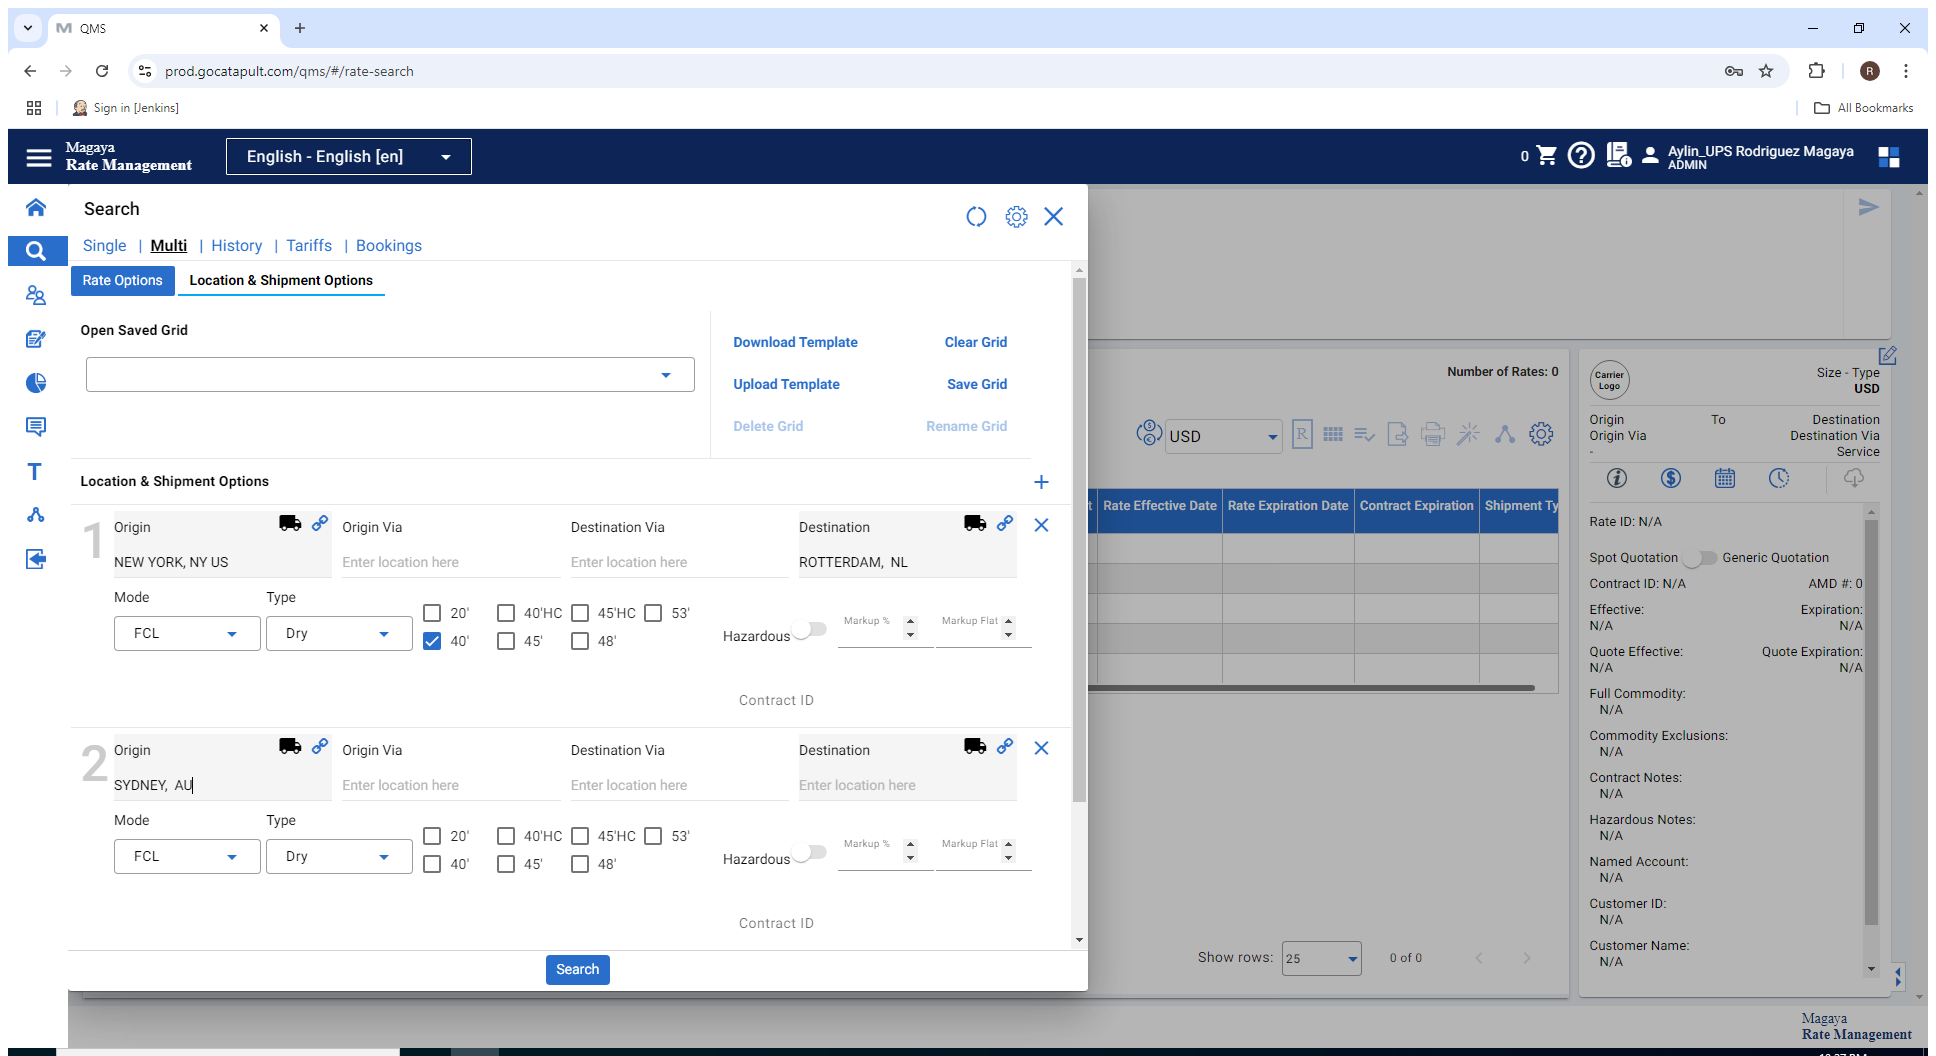 QMS
prod.gocatapult.com/qms/#/rate-search
R
Sign in [Jenkins]
All Bookmarks
Magaya
Rate Management
English - English [en]
0
Aylin_UPS Rodriguez Magaya
ADMIN
Search
Single | Multi | History | Tariffs | Bookings
Rate Options
Location & Shipment Options
Open Saved Grid
Download Template
Clear Grid
Upload Template
Save Grid
Delete Grid
Rename Grid
Location & Shipment Options
1
Origin
Origin Via
Destination Via
Destination
NEW YORK, NY US
Enter location here
Enter location here
ROTTERDAM, NL
Mode
Type
FCL
Dry
20'
40'HC
45'HC
53'
40'
45'
48'
Hazardous
Markup %
Markup Flat
Contract ID
2
Origin
Origin Via
Destination Via
Destination
SYDNEY, AU
Enter location here
Enter location here
Enter location here
Mode
Type
FCL
Dry
20'
40'HC
45'HC
53'
40'
45'
48'
Hazardous
Markup %
Markup Flat
Contract ID
Search
Number of Rates: 0
USD
R
t
Rate Effective Date
Rate Expiration Date
Contract Expiration
Shipment Ty
Show rows:
25
0 of 0
Carrier
Logo
Size - Type
USD
Origin
To
Destination
Origin Via
Destination Via
-
Service
Rate ID: N/A
Spot Quotation
Generic Quotation
Contract ID: N/A
AMD #: 0
Effective:
Expiration:
N/A
N/A
Quote Effective:
Quote Expiration:
N/A
N/A
Full Commodity:
N/A
Commodity Exclusions:
N/A
Contract Notes:
N/A
Hazardous Notes:
N/A
Named Account:
N/A
Customer ID:
N/A
Customer Name:
N/A
Magaya
Rate Management